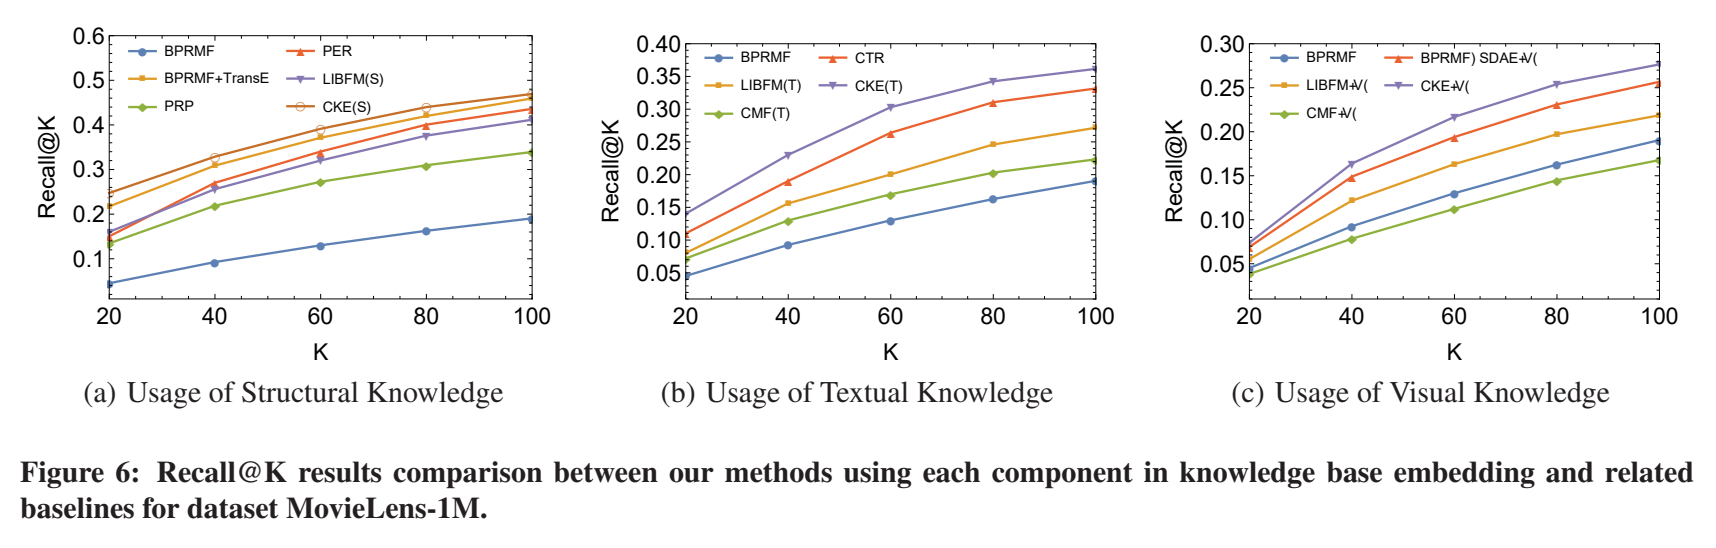 0.6
0.5
0.4
0.3
0.2
0.1
Recall@K
BPRMF
BPRMF+TransE
PRP
PER
LIBFM(S)
CKE(S)
20 40 60 80 100
K
(a) Usage of Structural Knowledge
0.40
0.35
0.30
0.25
0.20
0.15
0.10
0.05
Recall@K
BPRMF
LIBFM(T)
CMF(T)
CTR
CKE(T)
20 40 60 80 100
K
(b) Usage of Textual Knowledge
0.30
0.25
0.20
0.15
0.10
0.05
Recall@K
BPRMF
LIBFM+V(
CMF+V(
BPRMF) SDAE+V(
CKE+V(
20 40 60 80 100
K
(c) Usage of Visual Knowledge
Figure 6: Recall@K results comparison between our methods using each component in knowledge base embedding and related
baselines for dataset MovieLens-1M.